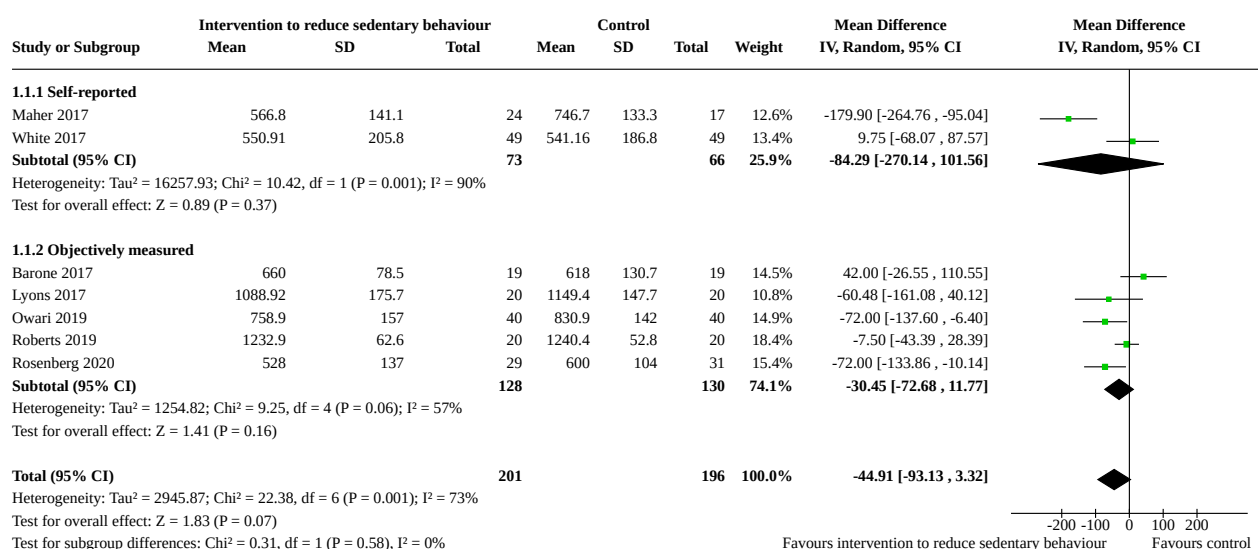 Intervention to reduce sedentary behaviour Control Mean Difference Mean Difference
Study or Subgroup Mean SD Total Mean SD Total Weight IV, Random, 95% CI IV, Random, 95% CI
1.1.1 Self-reported
Maher 2017 566.8 141.1 24 746.7 133.3 17 12.6% -179.90 [-264.76 , -95.04]
White 2017 550.91 205.8 49 541.16 186.8 49 13.4% 9.75 [-68.07 , 87.57]
Subtotal (95% CI) 73 66 25.9% -84.29 [-270.14 , 101.56]
Heterogeneity: Tau² = 16257.93; Chi² = 10.42, df = 1 (P = 0.001); I² = 90%
Test for overall effect: Z = 0.89 (P = 0.37)
1.1.2 Objectively measured
Barone 2017 660 78.5 19 618 130.7 19 14.5% 42.00 [-26.55 , 110.55]
Lyons 2017 1088.92 175.7 20 1149.4 147.7 20 10.8% -60.48 [-161.08 , 40.12]
Owari 2019 758.9 157 40 830.9 142 40 14.9% -72.00 [-137.60 , -6.40]
Roberts 2019 1232.9 62.6 20 1240.4 52.8 20 18.4% -7.50 [-43.39 , 28.39]
Rosenberg 2020 528 137 29 600 104 31 15.4% -72.00 [-133.86 , -10.14]
Subtotal (95% CI) 128 130 74.1% -30.45 [-72.68 , 11.77]
Heterogeneity: Tau² = 1254.82; Chi² = 9.25, df = 4 (P = 0.06); I² = 57%
Test for overall effect: Z = 1.41 (P = 0.16)
Total (95% CI) 201 196 100.0% -44.91 [-93.13 , 3.32]
Heterogeneity: Tau² = 2945.87; Chi² = 22.38, df = 6 (P = 0.001); I² = 73%
Test for overall effect: Z = 1.83 (P = 0.07) -200 -100 0 100 200
Test for subgroup differences: Chi² = 0.31, df = 1 (P = 0.58), I² = 0% Favours intervention to reduce sedentary behaviour Favours control